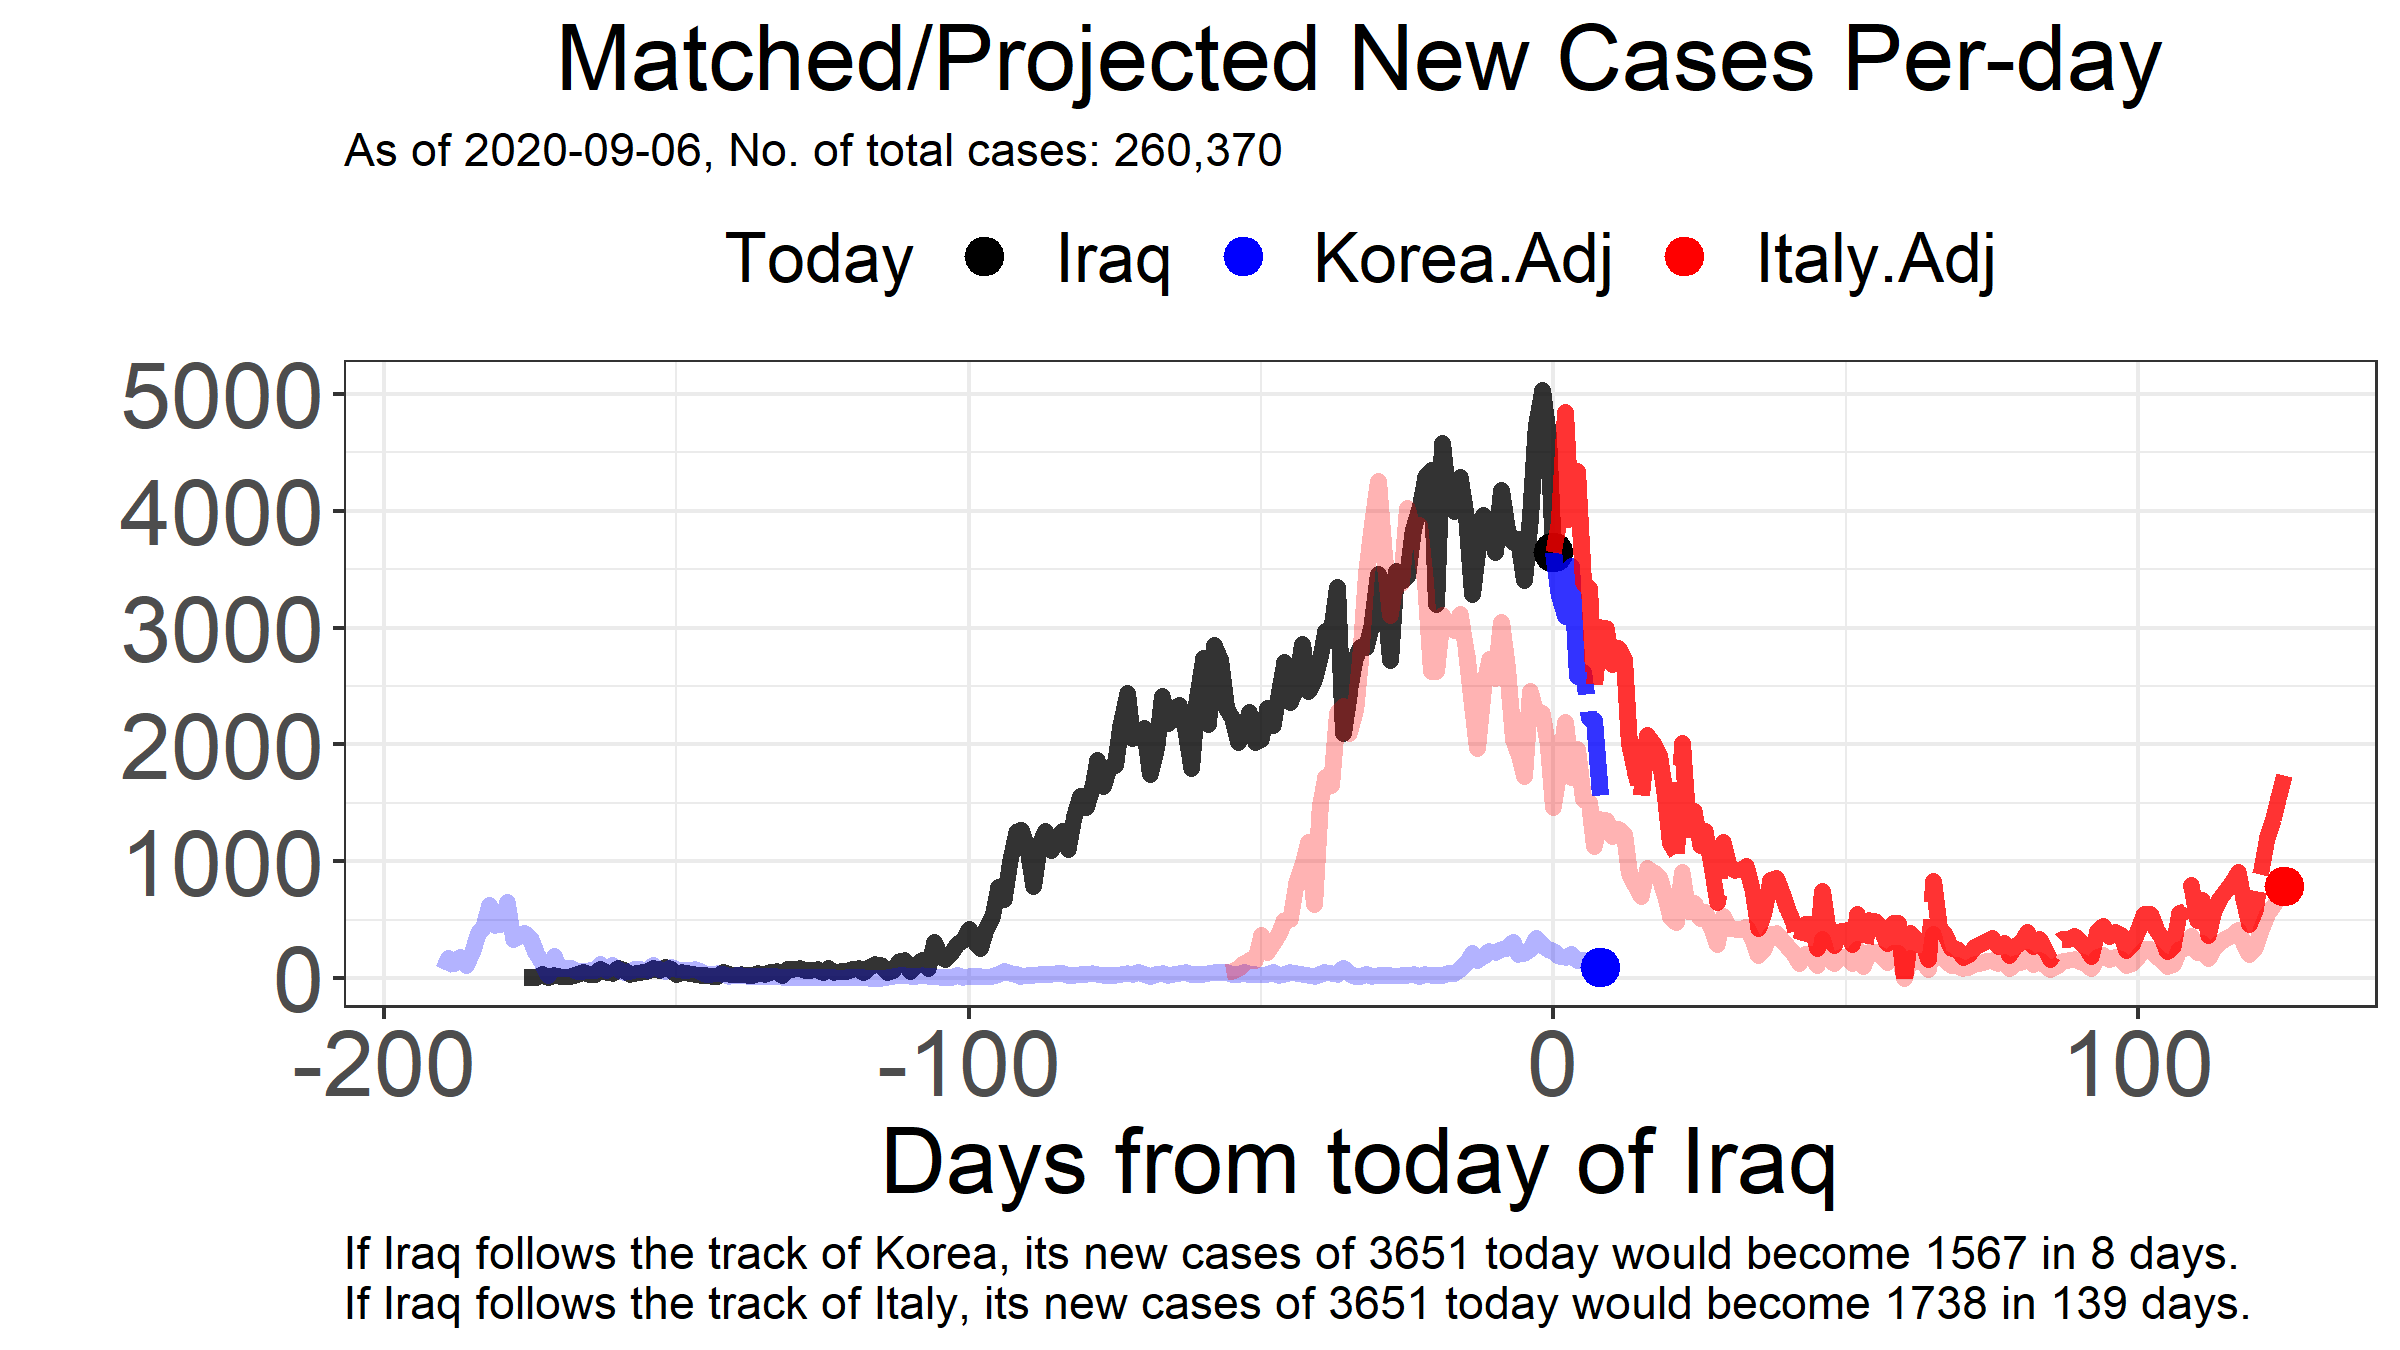 Matched/Projected New Cases Per-day
As of 2020-09-06, No. of total cases: 260,370
Today Iraq Korea.Adj Italy.Adj
5000
4000
3000
2000
1000
0
-200 -100 0 100
Days from today of Iraq
If Iraq follows the track of Korea, its new cases of 3651 today would become 1567 in 8 days.
If Iraq follows the track of Italy, its new cases of 3651 today would become 1738 in 139 days.